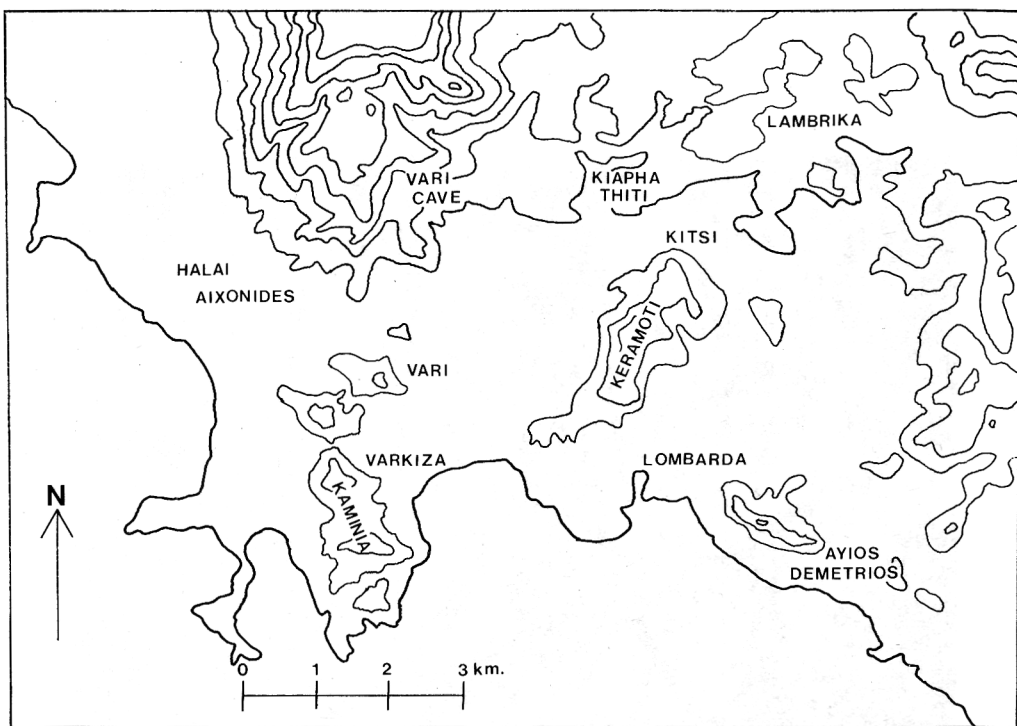 LAMBRIKA
VARI
CAVE
KIAPHA
THITI
KITSI
HALAI
AIXONIDES
KERAMOTI
VARI
VARKIZA
LOMBARDA
KAMINIA
N
AYIOS
DEMETRIOS
0 1 2 3 km.